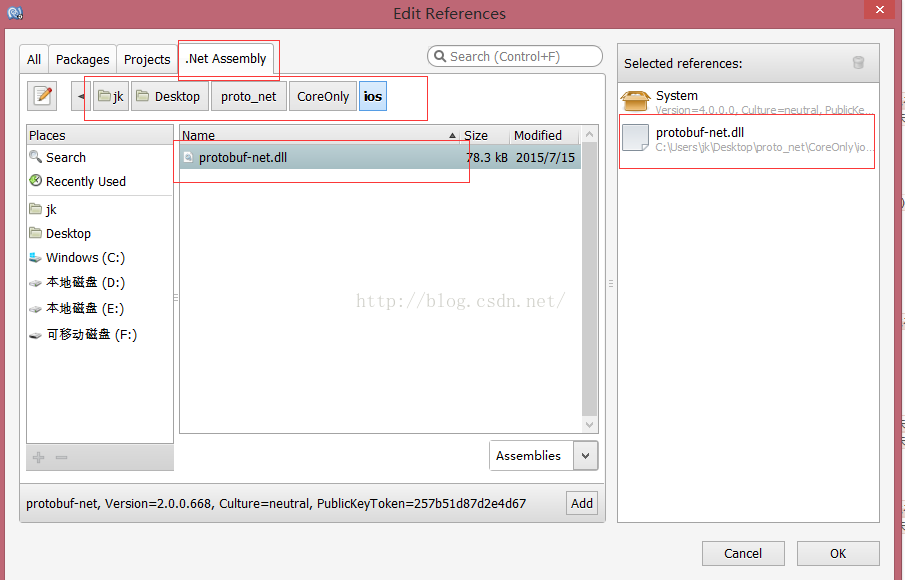 Edit References
All Packages Projects .Net Assembly
Search (Control+F)
jk Desktop proto_net CoreOnly ios
Places
Search
Recently Used
jk
Desktop
Windows (C:)
本地磁盘 (D:)
本地磁盘 (E:)
可移动磁盘 (F:)
Name Size Modified
protobuf-net.dll 78.3 kB 2015/7/15
http://blog.csdn.net/
Assemblies
protobuf-net, Version=2.0.0.668, Culture=neutral, PublicKeyToken=257b51d87d2e4d67
Add
Selected references:
System
Version=4.0.0.0, Culture=neutral, PublicKe...
protobuf-net.dll
C:\Users\jk\Desktop\proto_net\CoreOnly\io...
Cancel OK